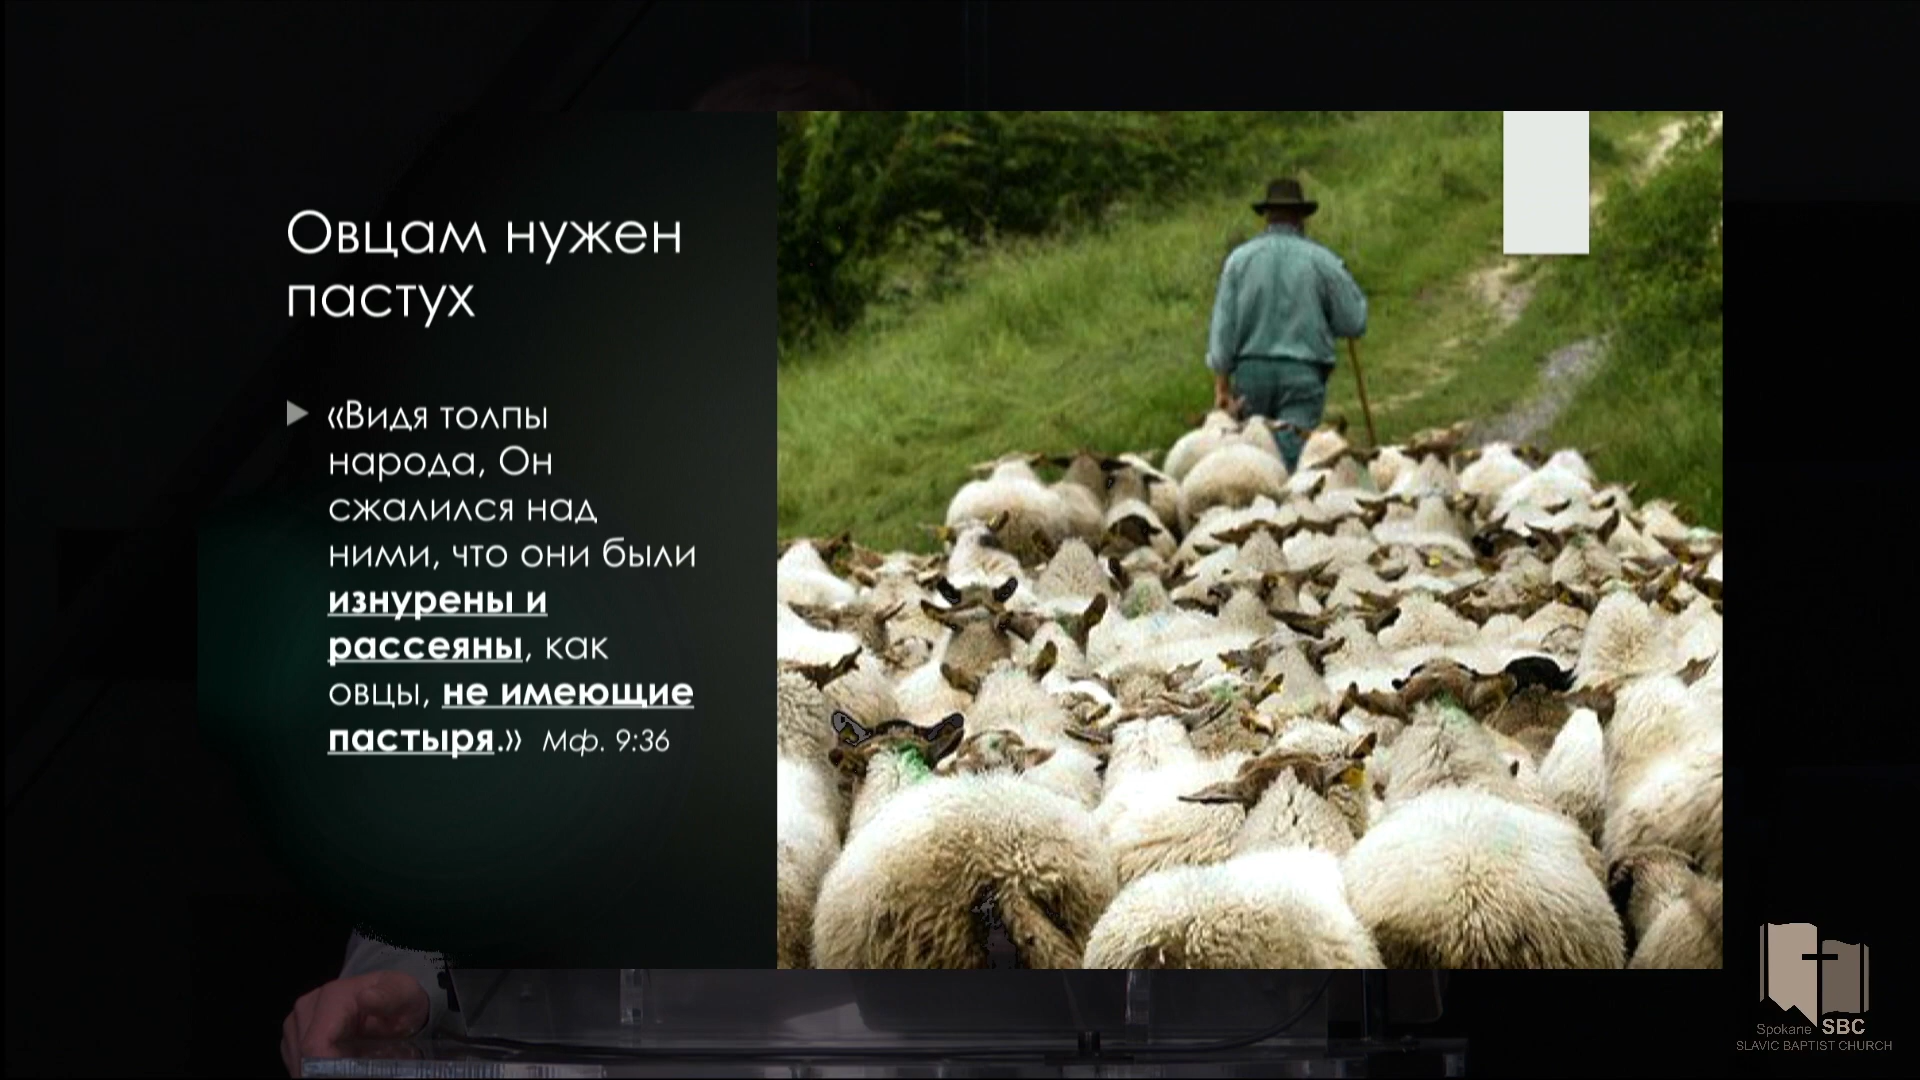 Овцам нужен
пастух
«Видя толпы
народа, Он
сжалился над
ними, что они были
изнурены и
рассеяны, как
овцы, не имеющие
пастыря.» Мф. 9:36
Spokane SBC
SLAVIC BAPTIST CHURCH